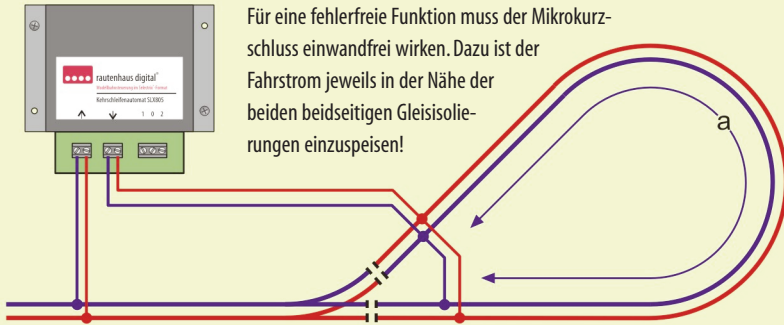 Für eine fehlerfreie Funktion muss der Mikrokurz-
schluss einwandfrei wirken. Dazu ist der
Fahrstrom jeweils in der Nähe der
beiden beidseitigen Gleisisolie-
rungen einzuspeisen!
rautenhaus digital®
Kehrschleifenautomat SLX805
1 0 2
a